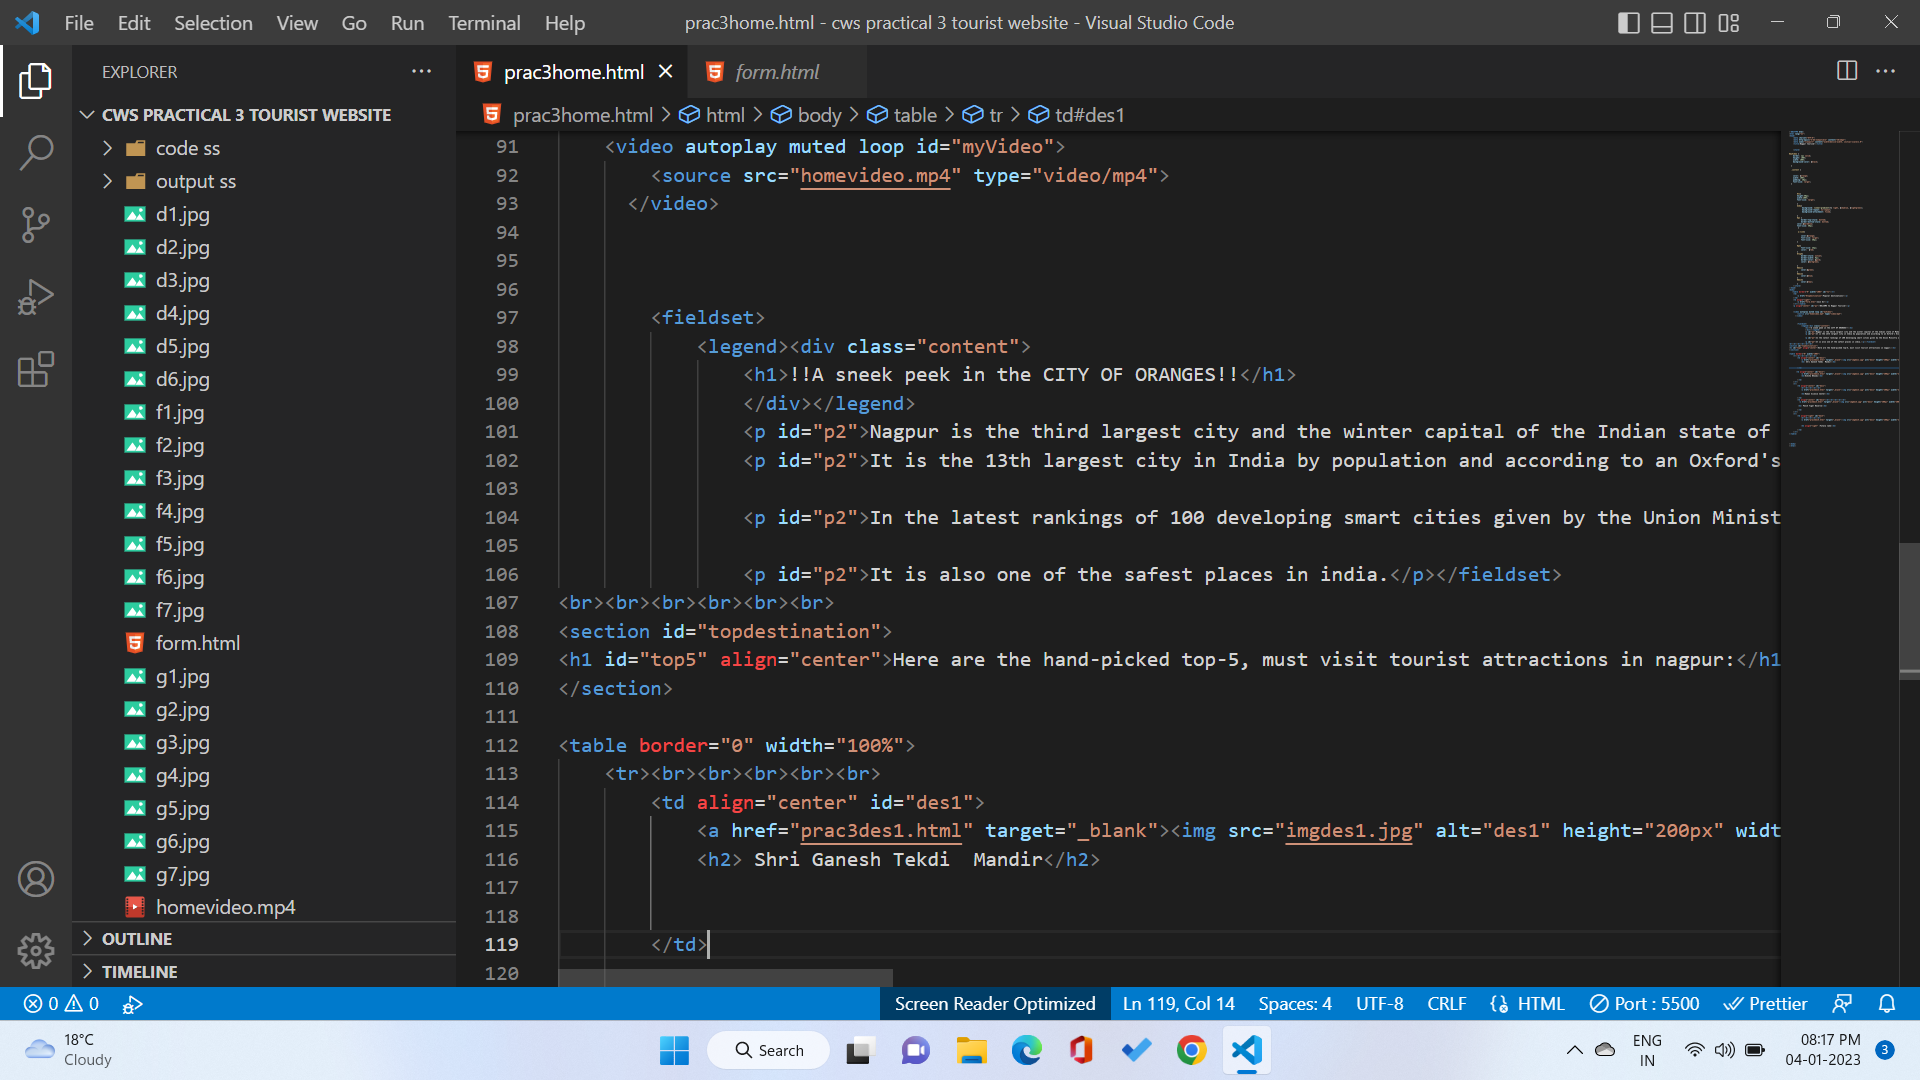 File Edit Selection View Go Run Terminal Help
prac3home.html - cws practical 3 tourist website - Visual Studio Code
EXPLORER
CWS PRACTICAL 3 TOURIST WEBSITE
code ss
output ss
d1.jpg
d2.jpg
d3.jpg
d4.jpg
d5.jpg
d6.jpg
f1.jpg
f2.jpg
f3.jpg
f4.jpg
f5.jpg
f6.jpg
f7.jpg
form.html
g1.jpg
g2.jpg
g3.jpg
g4.jpg
g5.jpg
g6.jpg
g7.jpg
homevideo.mp4
OUTLINE
TIMELINE
prac3home.html form.html
prac3home.html > html > body > table > tr > td#des1
91 <video autoplay muted loop id="myVideo">
92 <source src="homevideo.mp4" type="video/mp4">
93 </video>
94
95
96
97 <fieldset>
98 <legend><div class="content">
99 <h1>!!A sneek peek in the CITY OF ORANGES!!</h1>
100 </div></legend>
101 <p id="p2">Nagpur is the third largest city and the winter capital of the Indian state of
102 <p id="p2">It is the 13th largest city in India by population and according to an Oxford's
103
104 <p id="p2">In the latest rankings of 100 developing smart cities given by the Union Minist
105
106 <p id="p2">It is also one of the safest places in india.</p></fieldset>
107 <br><br><br><br><br><br>
108 <section id="topdestination">
109 <h1 id="top5" align="center">Here are the hand-picked top-5, must visit tourist attractions in nagpur:</h1
110 </section>
111
112 <table border="0" width="100%">
113 <tr><br><br><br><br><br>
114 <td align="center" id="des1">
115 <a href="prac3des1.html" target="_blank"><img src="imgdes1.jpg" alt="des1" height="200px" widt
116 <h2> Shri Ganesh Tekdi  Mandir</h2>
117
118
119 </td>
120
0 0
Screen Reader Optimized Ln 119, Col 14 Spaces: 4 UTF-8 CRLF HTML Port : 5500 Prettier
18°C
Cloudy
Search
ENG
IN
08:17 PM
04-01-2023
3